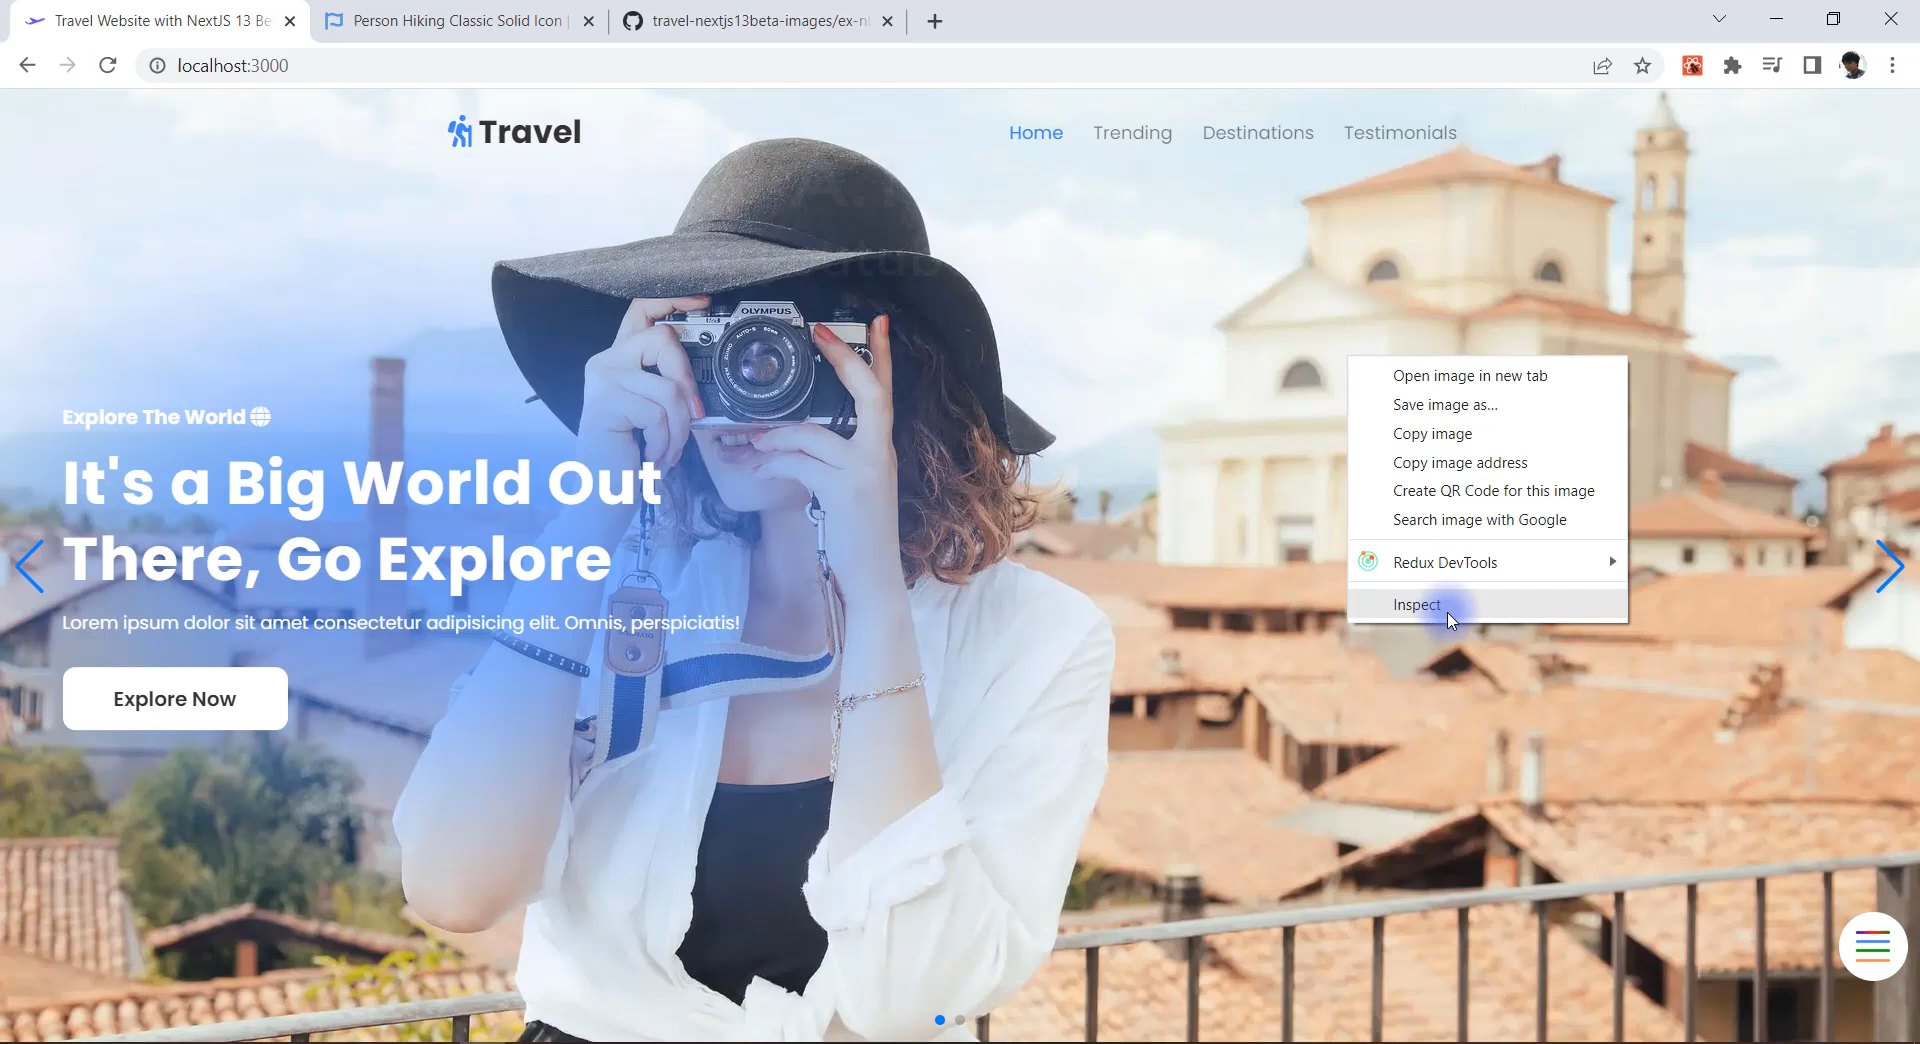 Travel Website with NextJS 13 Be
Person Hiking Classic Solid Icon |
travel-nextjs13beta-images/ex-n
localhost:3000
Travel
Home
Trending
Destinations
Testimonials
OLYMPUS
Explore The World
It's a Big World Out
There, Go Explore
Lorem ipsum dolor sit amet consectetur adipisicing elit. Omnis, perspiciatis!
Explore Now
Open image in new tab
Save image as...
Copy image
Copy image address
Create QR Code for this image
Search image with Google
Redux DevTools
Inspect